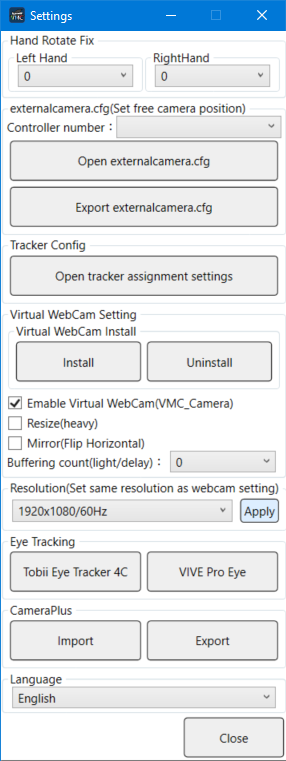 VMC
Settings
Hand Rotate Fix
Left Hand
RightHand
0
0
externalcamera.cfg(Set free camera position)
Controller number：
Open externalcamera.cfg
Export externalcamera.cfg
Tracker Config
Open tracker assignment settings
Virtual WebCam Setting
Virtual WebCam Install
Install
Uninstall
Enable Virtual WebCam(VMC_Camera)
Resize(heavy)
Mirror(Flip Horizontal)
Buffering count(light/delay)：
0
Resolution(Set same resolution as webcam setting)
1920x1080/60Hz
Apply
Eye Tracking
Tobii Eye Tracker 4C
VIVE Pro Eye
CameraPlus
Import
Export
Language
English
Close